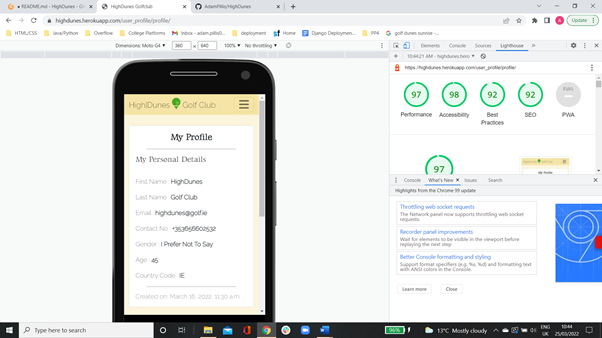 README.md - HighDunes - G
HighDunes Golf Club
AdamPillis/HighDunes
highdunes.herokuapp.com/user_profile/profile/
Update
HTML/CSS
Java/Python
Overflow
College Platforms
deployment
Home
Django Deploymen...
PP4
golf dunes sunrise -...
Dimensions: Moto G4
360
640
100%
No throttling
Elements
Console
Sources
Lighthouse
10:44:21 AM - highdunes.hero
https://highdunes.herokuapp.com/user_profile/profile/
97
98
92
92
Performance
Accessibility
Best Practices
SEO
PWA
97
High|Dunes Golf Club
My Profile
My Personal Details
First Name: HighDunes
Last Name: Golf Club
Email: highdunes@golf.ie
Contact No: +353656602532
Gender: I Prefer Not To Say
Age: 45
Country Code: IE
Created on: March 16, 2022, 11:30 a.m.
Console
What's New
Issues
Search
Highlights from the Chrome 99 update
Throttling web socket requests
The Network panel now supports throttling web socket
requests.
Recorder panel improvements
Wait for elements to be visible in the viewport before
replaying the next step
Better Console formatting and styling
Support format specifiers (e.g, %s, %d) and formatting text
with ANSI colors in the Console.
Learn more
Close
Type here to search
96%
13°C Mostly cloudy
ENG
UK
10:44
25/03/2022